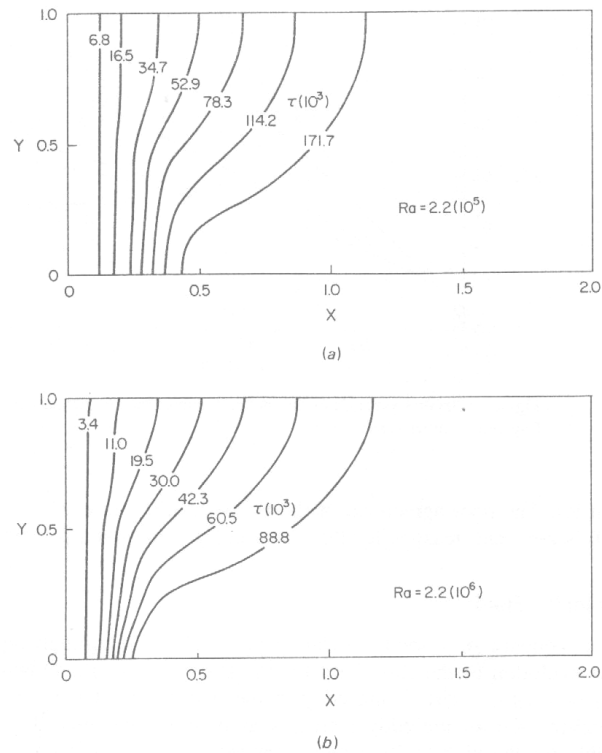 1.0
6.8
16.5
34.7
52.9
78.3
τ(10³)
114.2
171.7
Y 0.5
Ra = 2.2(10⁵)
0
0 0.5 1.0 1.5 2.0
X
(a)
1.0
3.4
11.0
19.5
30.0
42.3
τ(10³)
60.5
88.8
Y 0.5
Ra = 2.2(10⁶)
0
0 0.5 1.0 1.5 2.0
X
(b)